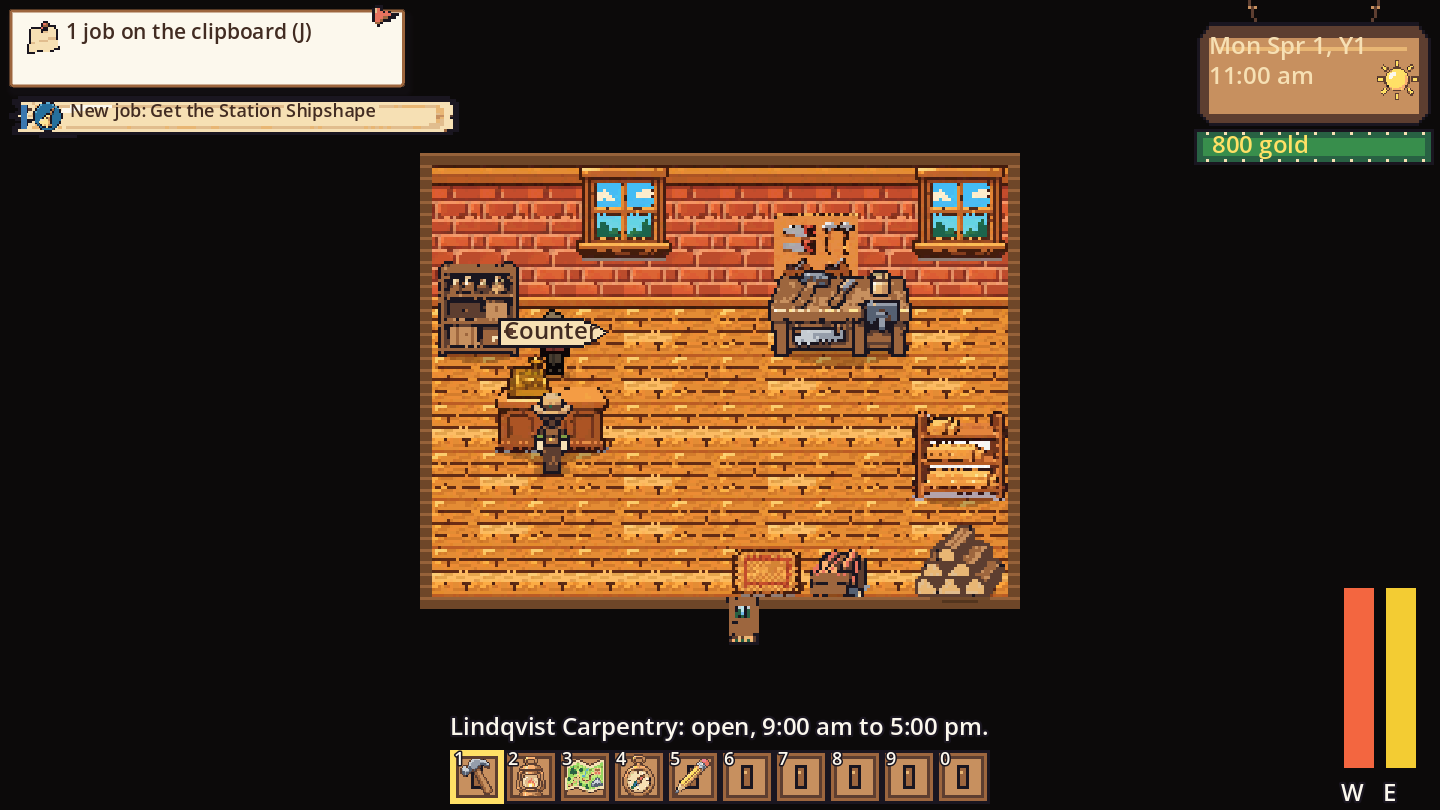 1 job on the clipboard (J)
New job: Get the Station Shipshape
Mon Spr 1, Y1
11:00 am
800 gold
Counter
Lindqvist Carpentry: open, 9:00 am to 5:00 pm.
1 2 3 4 5 6 7 8 9 0
W E